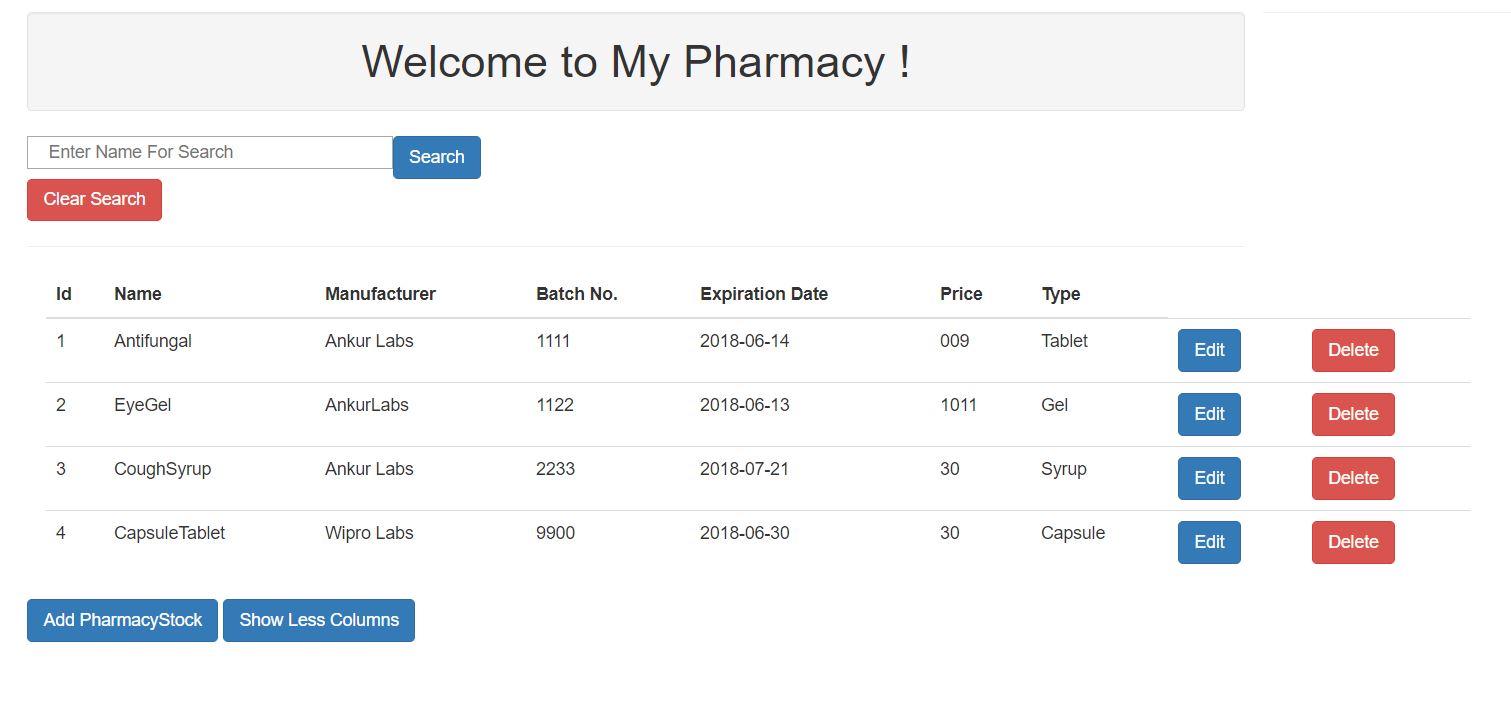 Welcome to My Pharmacy !
Enter Name For Search Search
Clear Search
Id Name Manufacturer Batch No. Expiration Date Price Type
1 Antifungal Ankur Labs 1111 2018-06-14 009 Tablet Edit Delete
2 EyeGel AnkurLabs 1122 2018-06-13 1011 Gel Edit Delete
3 CoughSyrup Ankur Labs 2233 2018-07-21 30 Syrup Edit Delete
4 CapsuleTablet Wipro Labs 9900 2018-06-30 30 Capsule Edit Delete
Add PharmacyStock Show Less Columns